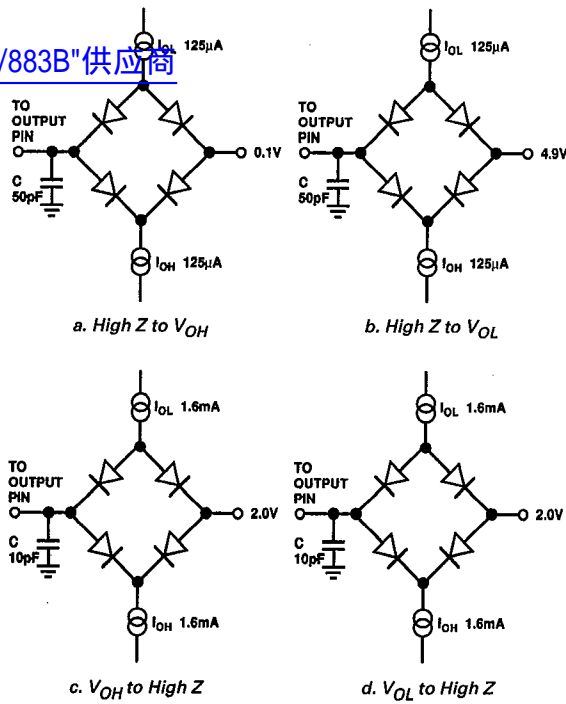 /883B"供应商
IOL 125µA
TO
OUTPUT
PIN
0.1V
C
50pF
IOH 125µA
a. High Z to VOH
IOL 125µA
TO
OUTPUT
PIN
4.9V
C
50pF
IOH 125µA
b. High Z to VOL
IOL 1.6mA
TO
OUTPUT
PIN
2.0V
C
10pF
IOH 1.6mA
c. VOH to High Z
IOL 1.6mA
TO
OUTPUT
PIN
2.0V
C
10pF
IOH 1.6mA
d. VOL to High Z